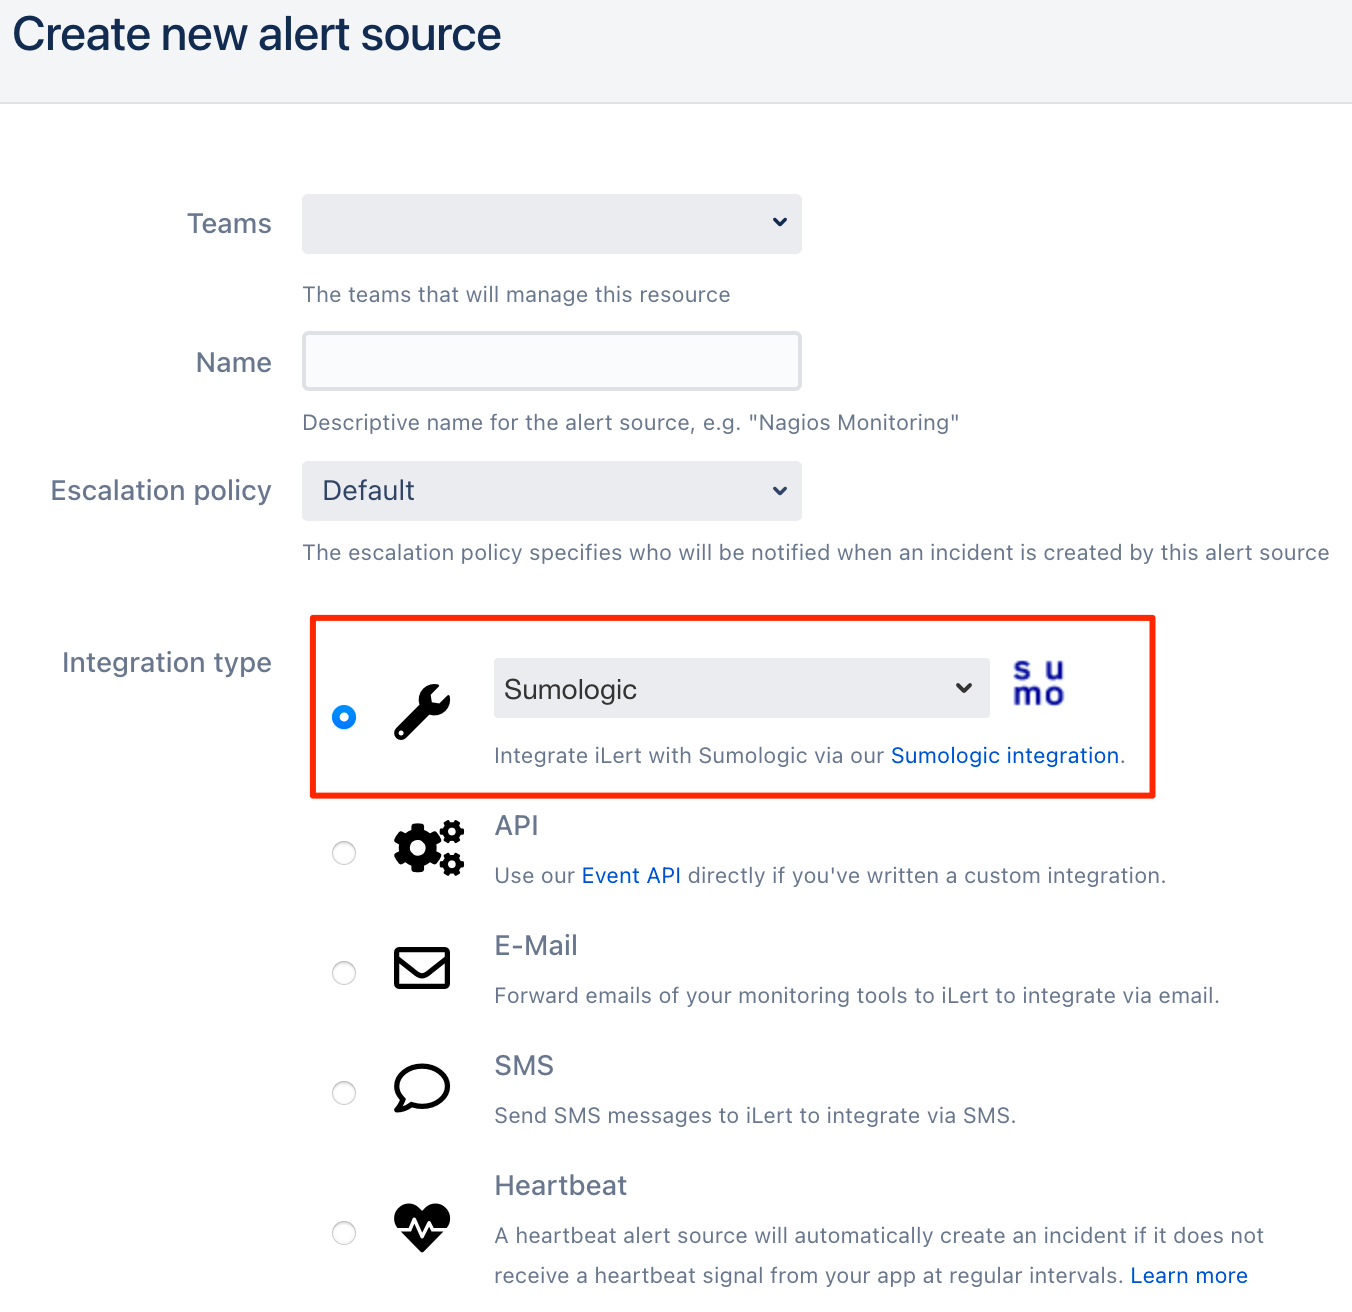 Create new alert source
Teams
The teams that will manage this resource
Name
Descriptive name for the alert source, e.g. "Nagios Monitoring"
Escalation policy
Default
The escalation policy specifies who will be notified when an incident is created by this alert source
Integration type
Sumologic
su
mo
Integrate iLert with Sumologic via our Sumologic integration.
API
Use our Event API directly if you've written a custom integration.
E-Mail
Forward emails of your monitoring tools to iLert to integrate via email.
SMS
Send SMS messages to iLert to integrate via SMS.
Heartbeat
A heartbeat alert source will automatically create an incident if it does not
receive a heartbeat signal from your app at regular intervals. Learn more